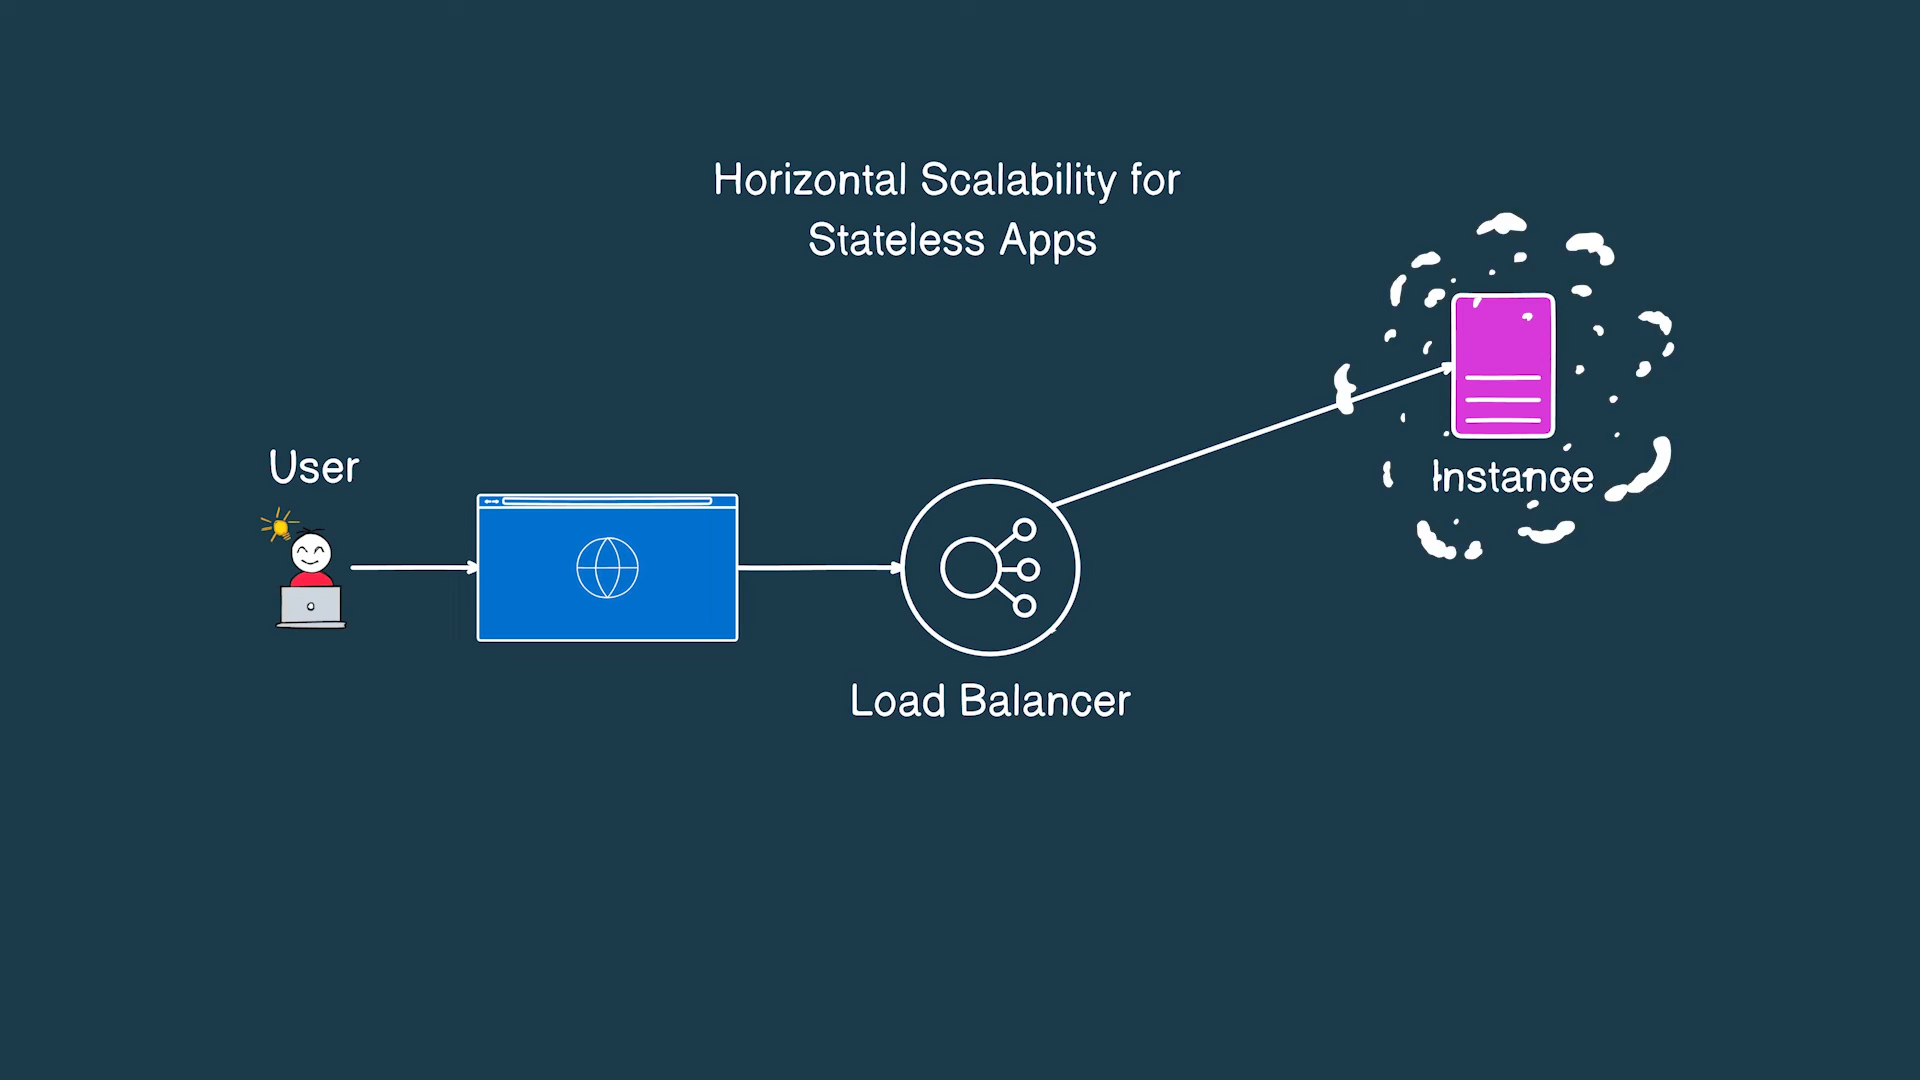 Horizontal Scalability for
Stateless Apps
User
Instance
Load Balancer